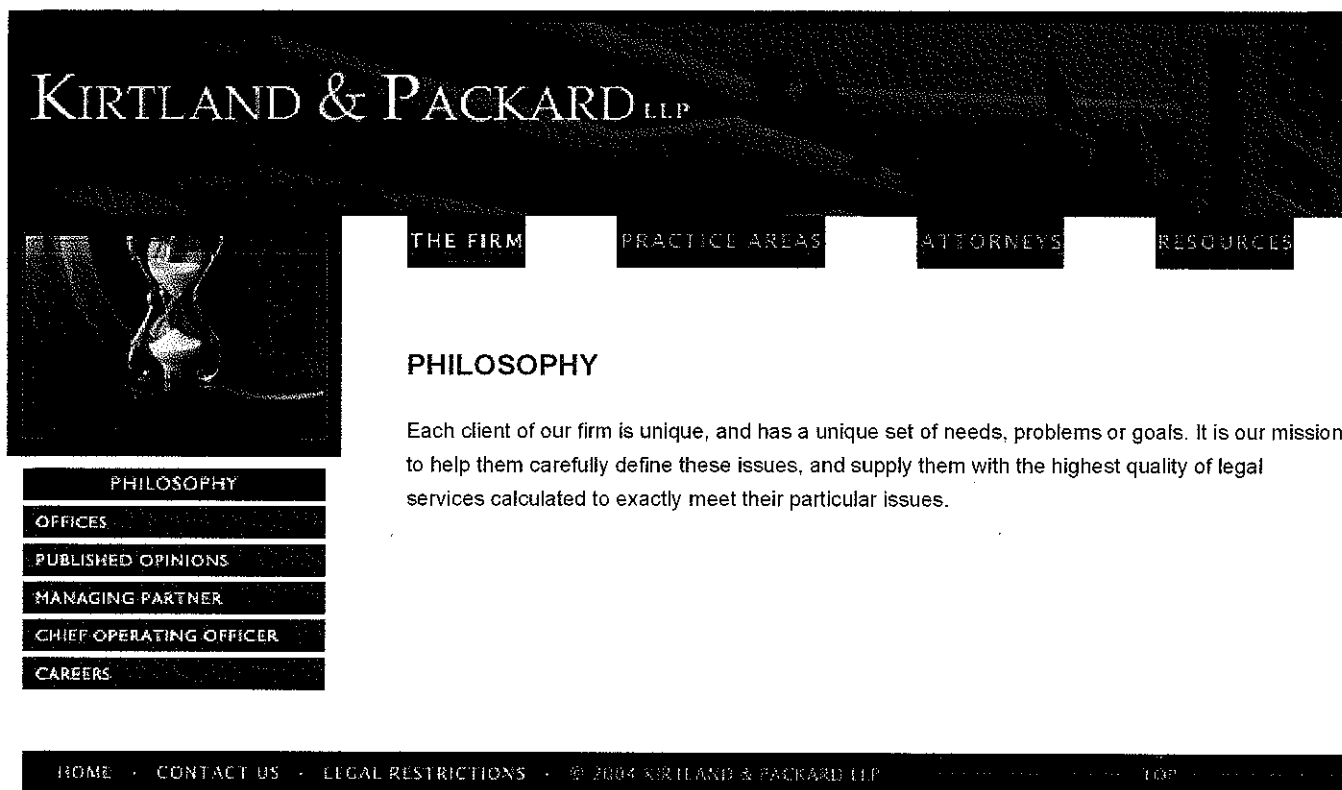 KIRTLAND & PACKARD LLP
THE FIRM PRACTICE AREAS ATTORNEYS RESOURCES
PHILOSOPHY
Each client of our firm is unique, and has a unique set of needs, problems or goals. It is our mission
to help them carefully define these issues, and supply them with the highest quality of legal
services calculated to exactly meet their particular issues.
PHILOSOPHY
OFFICES
PUBLISHED OPINIONS
MANAGING PARTNER
CHIEF OPERATING OFFICER
CAREERS
HOME · CONTACT US · LEGAL RESTRICTIONS · © 2004 KIRTLAND & PACKARD LLP TOP